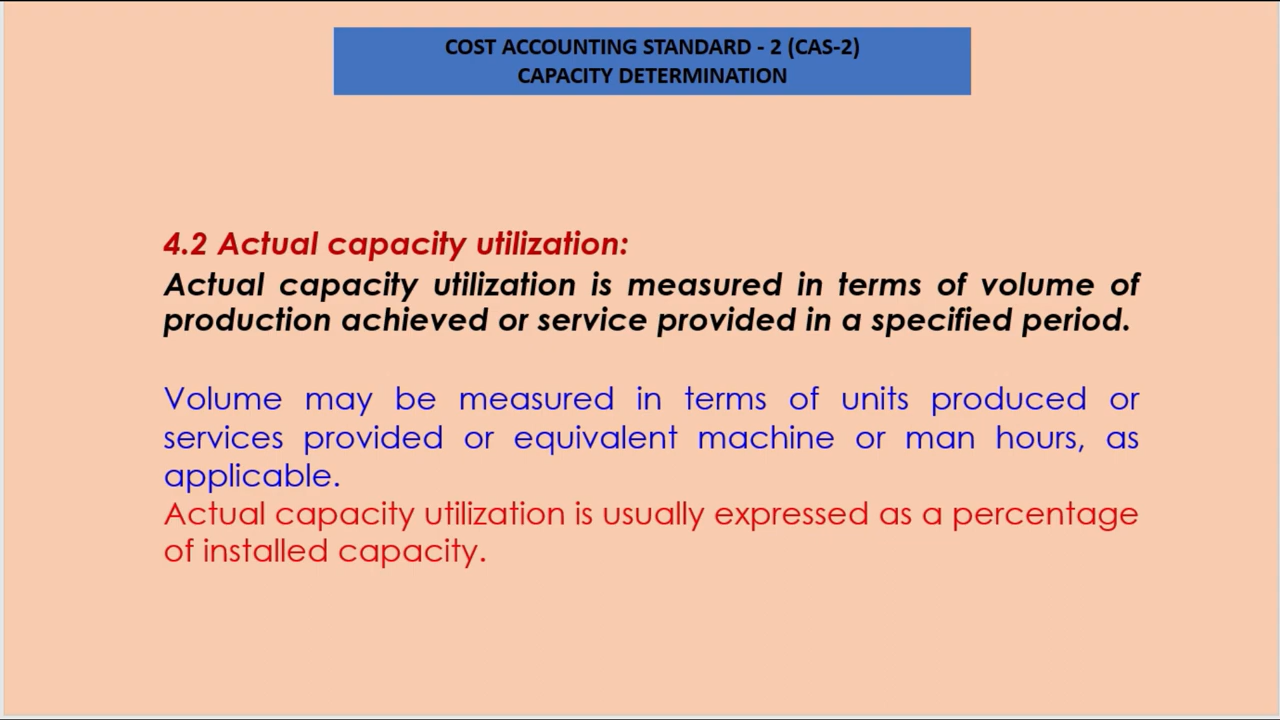 COST ACCOUNTING STANDARD - 2 (CAS-2)
CAPACITY DETERMINATION
4.2 Actual capacity utilization:
Actual capacity utilization is measured in terms of volume of
production achieved or service provided in a specified period.
Volume may be measured in terms of units produced or
services provided or equivalent machine or man hours, as
applicable.
Actual capacity utilization is usually expressed as a percentage
of installed capacity.